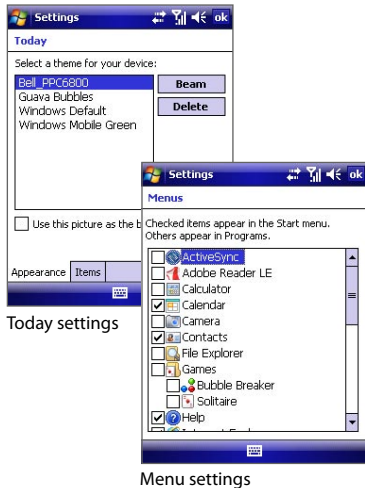 Settings
ok
Today
Select a theme for your device:
Bell_PPC6800
Guava Bubbles
Windows Default
Windows Mobile Green
Beam
Delete
Use this picture as the b
Appearance Items
Today settings
Settings
ok
Menus
Checked items appear in the Start menu.
Others appear in Programs.
ActiveSync
Adobe Reader LE
Calculator
Calendar
Camera
Contacts
File Explorer
Games
Bubble Breaker
Solitaire
Help
Menu settings